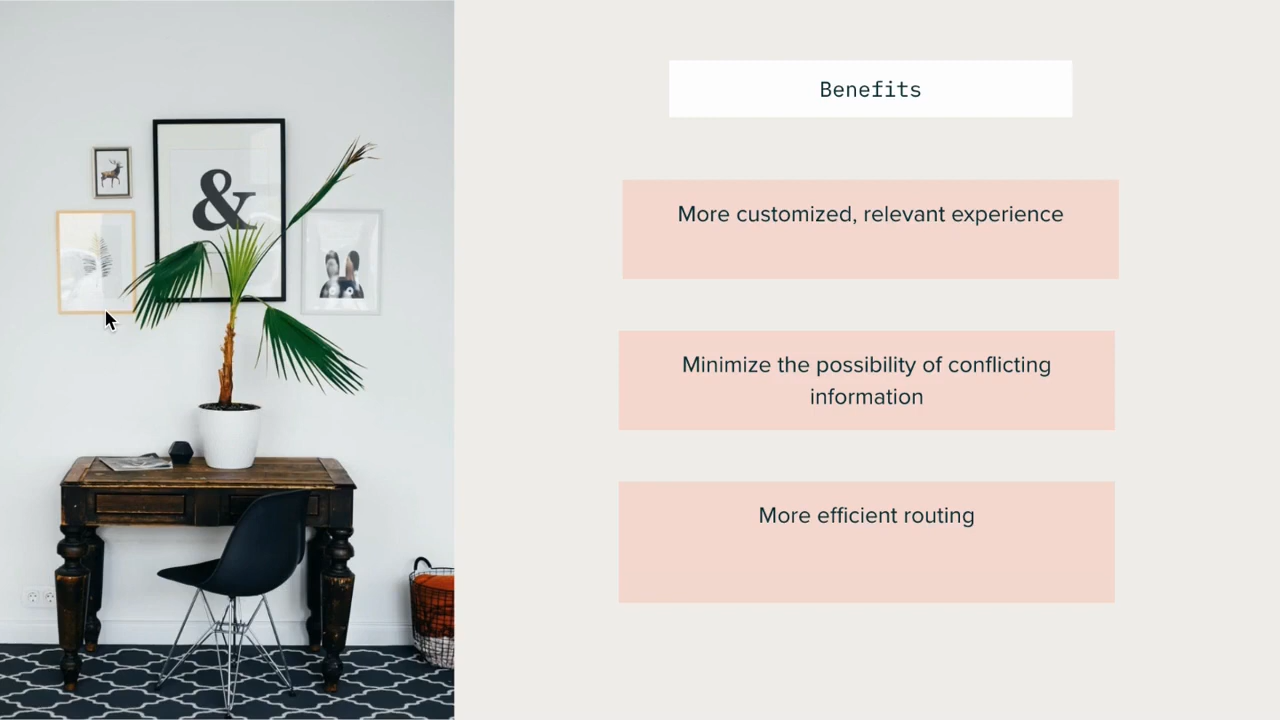 Benefits
&
More customized, relevant experience
Minimize the possibility of conflicting
information
More efficient routing